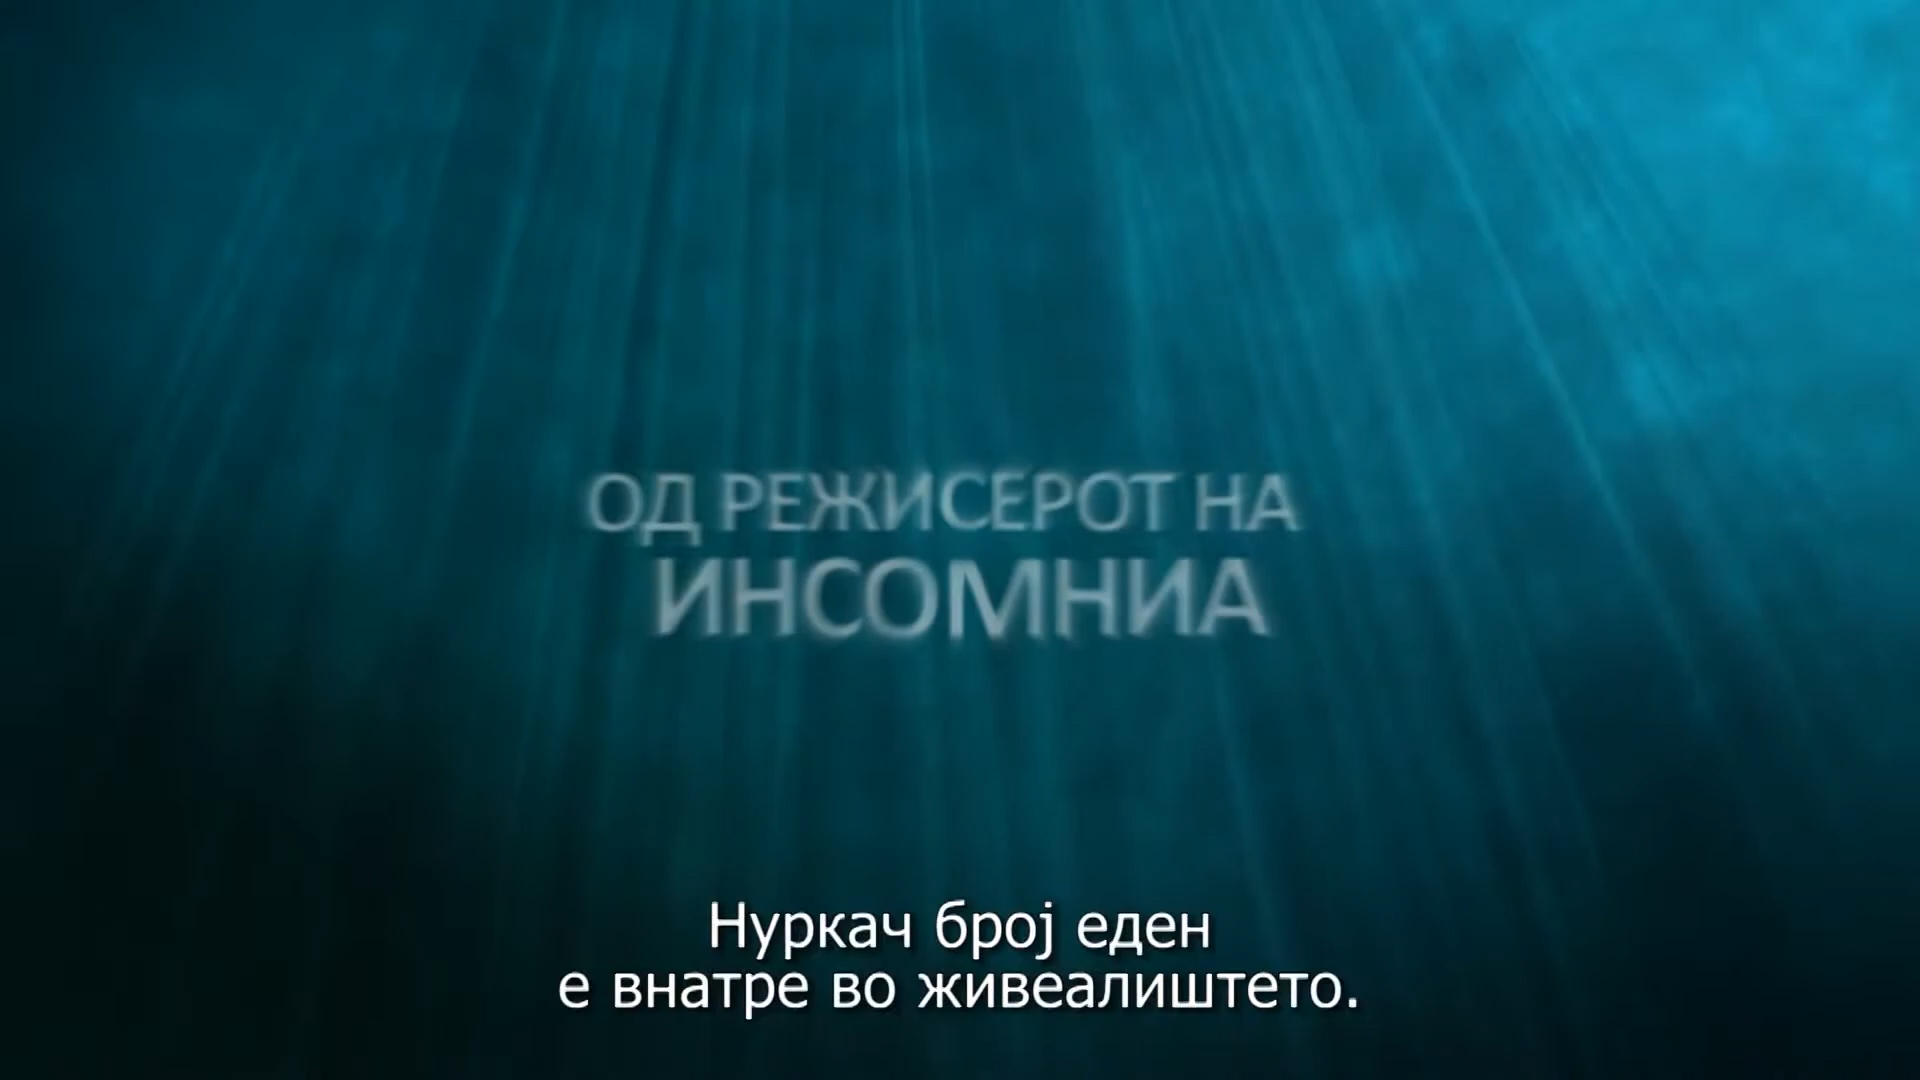 ОД РЕЖИСЕРОТ НА
ИНСОМНИА
Нуркач број еден
е внатре во живеалиштето.